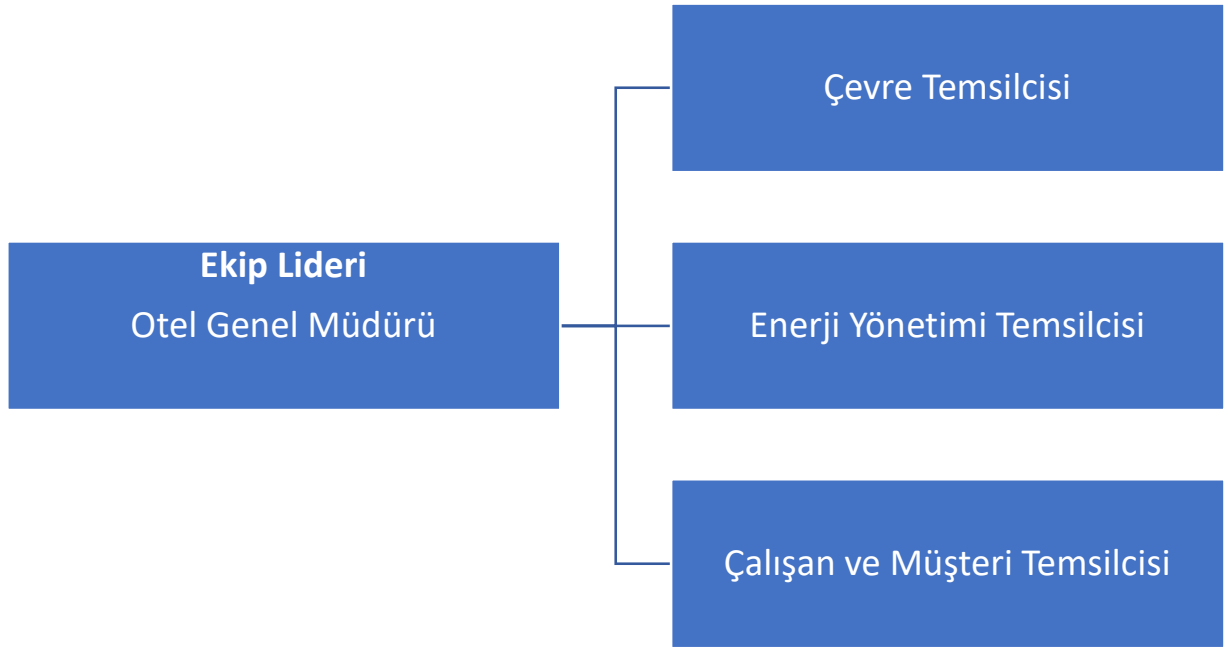 Ekip Lideri
Otel Genel Müdürü
Çevre Temsilcisi
Enerji Yönetimi Temsilcisi
Çalışan ve Müşteri Temsilcisi